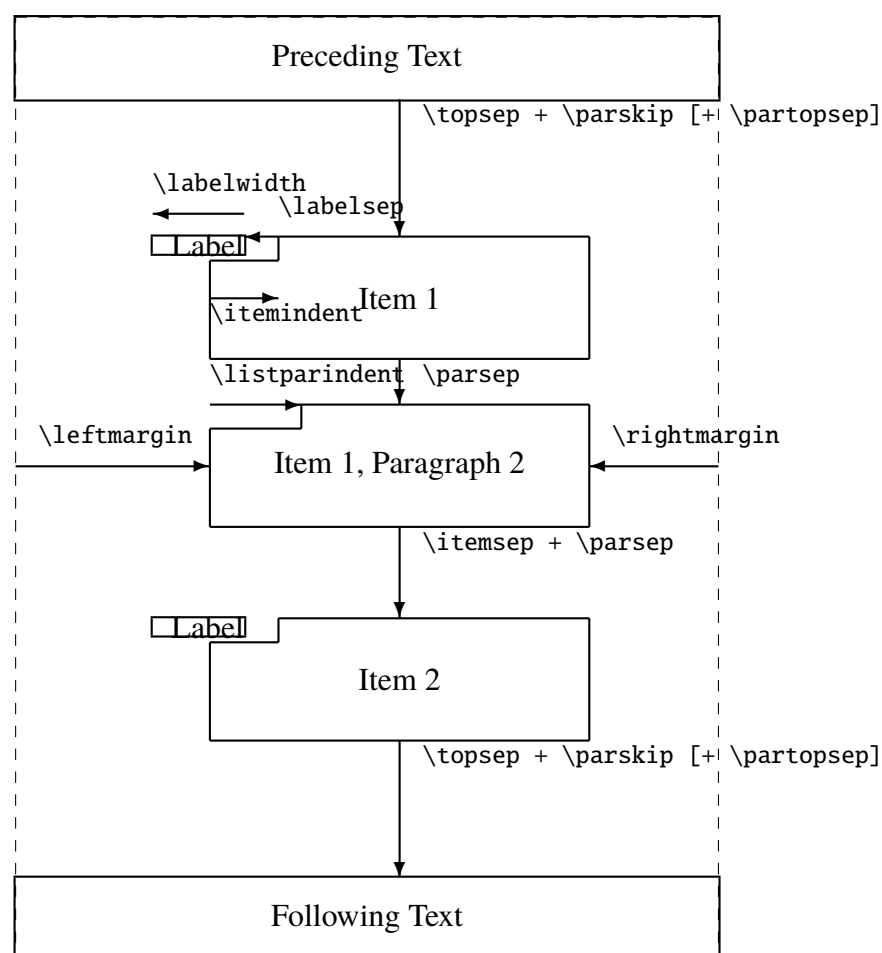 Preceding Text
\topsep + \parskip [+ \partopsep]
\labelwidth
\labelsep
Label
Item 1
\itemindent
\listparindent \parsep
\leftmargin
\rightmargin
Item 1, Paragraph 2
\itemsep + \parsep
Label
Item 2
\topsep + \parskip [+ \partopsep]
Following Text